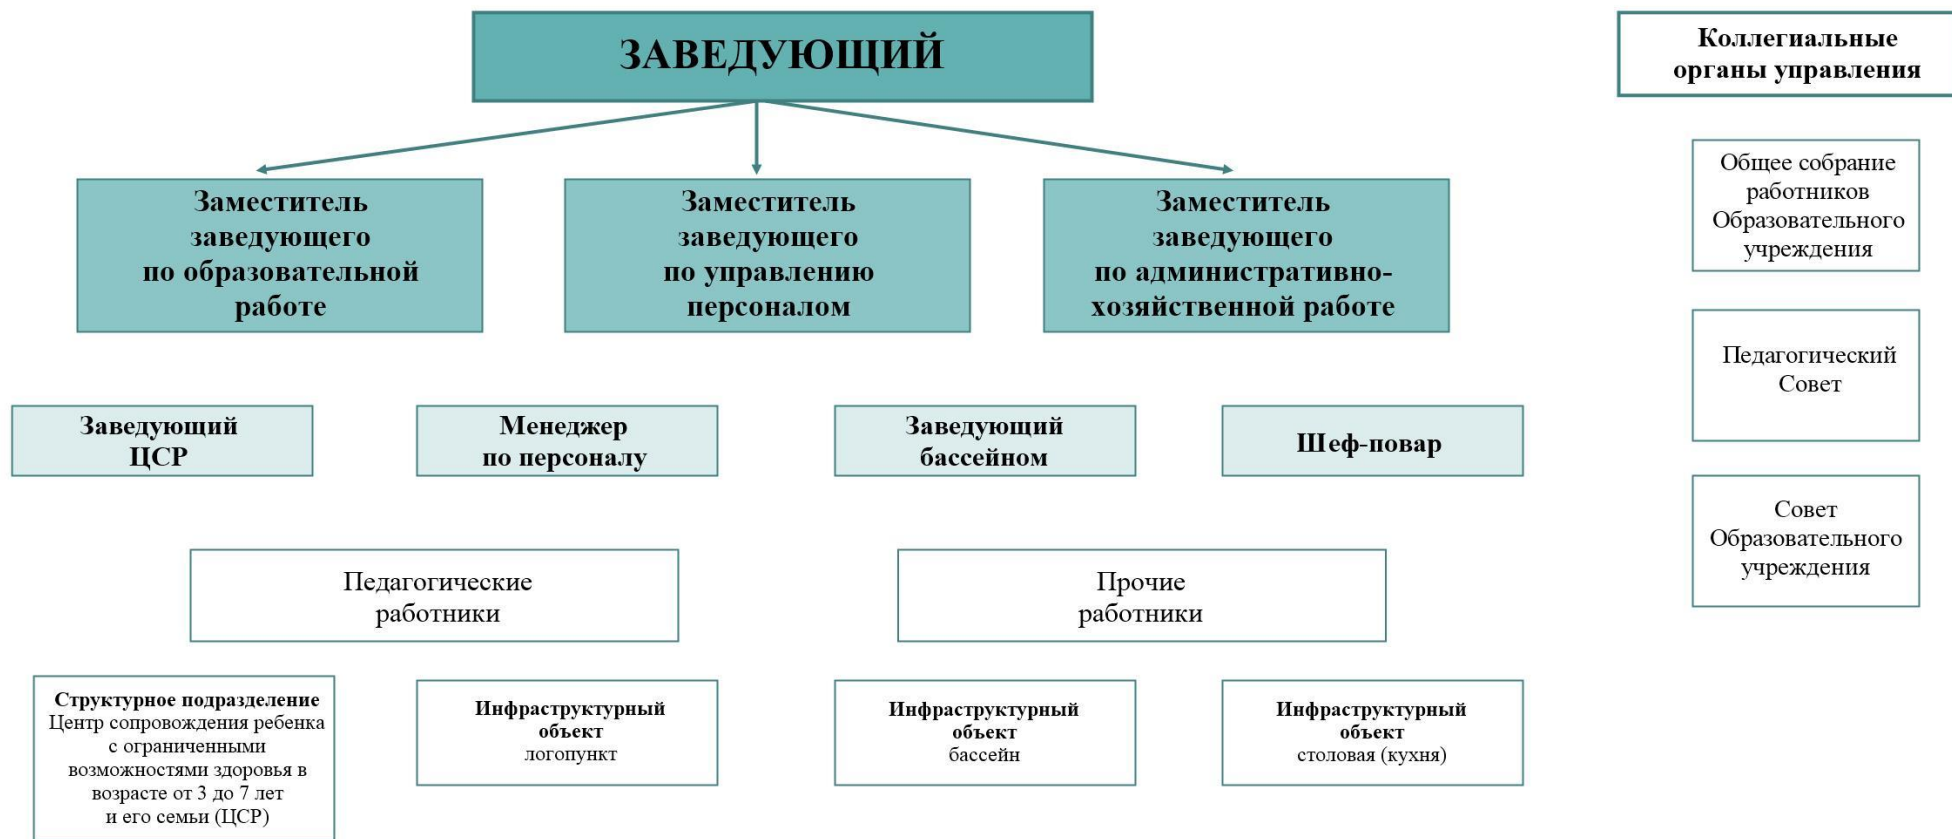 ЗАВЕДУЮЩИЙ
Коллегиальные
органы управления
Заместитель
заведующего
по образовательной
работе
Заместитель
заведующего
по управлению
персоналом
Заместитель
заведующего
по административно-
хозяйственной работе
Общее собрание
работников
Образовательного
учреждения
Педагогический
Совет
Заведующий
ЦСР
Менеджер
по персоналу
Заведующий
бассейном
Шеф-повар
Совет
Образовательного
учреждения
Педагогические
работники
Прочие
работники
Структурное подразделение
Центр сопровождения ребенка
с ограниченными
возможностями здоровья в
возрасте от 3 до 7 лет
и его семьи (ЦСР)
Инфраструктурный
объект
логопункт
Инфраструктурный
объект
бассейн
Инфраструктурный
объект
столовая (кухня)